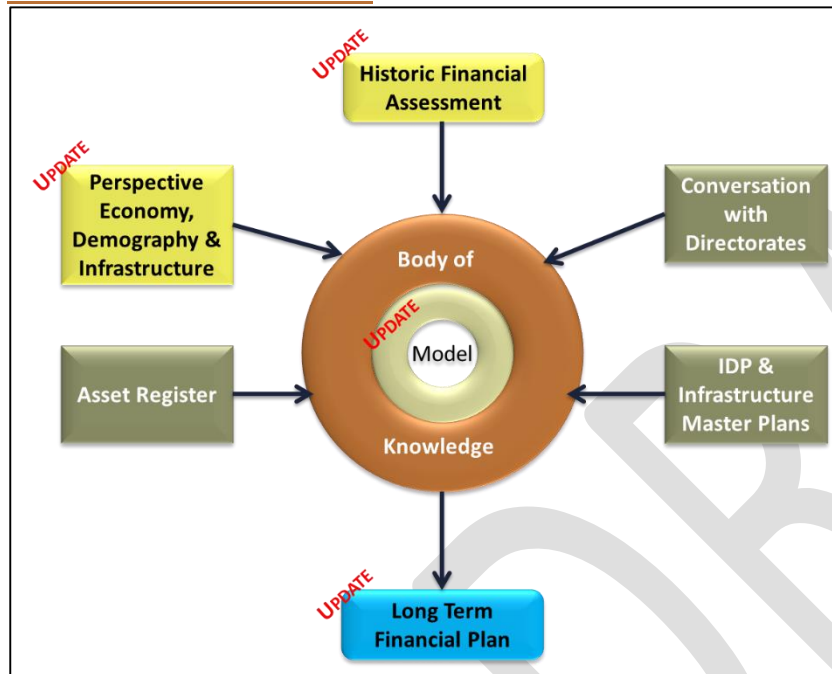 UPDATE
Historic Financial
Assessment
UPDATE
Perspective
Economy,
Demography &
Infrastructure
Conversation
with
Directorates
Body of
UPDATE
Model
Asset Register
IDP &
Infrastructure
Master Plans
Knowledge
UPDATE
Long Term
Financial Plan